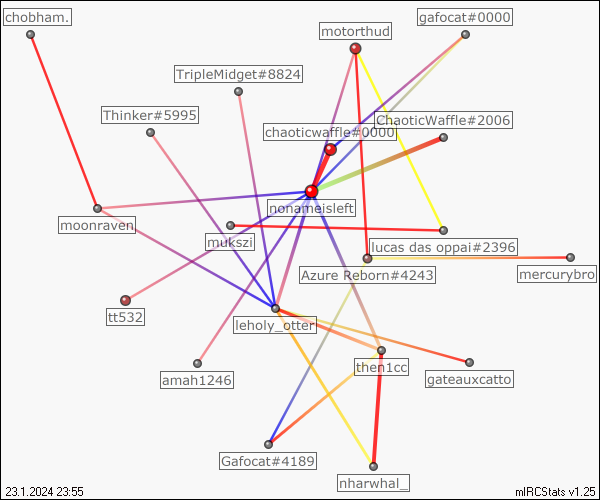 chobham.
gafocat#0000
motorthud
TripleMidget#8824
Thinker#5995
ChaoticWaffle#2006
chaoticwaffle#0000
nonameisleft
moonraven
mukszi
lucas das oppai#2396
Azure Reborn#4243
mercurybro
tt532
leholy_otter
then1cc
amah1246
gateauxcatto
Gafocat#4189
nharwhal_
23.1.2024 23:55
mIRCStats v1.25